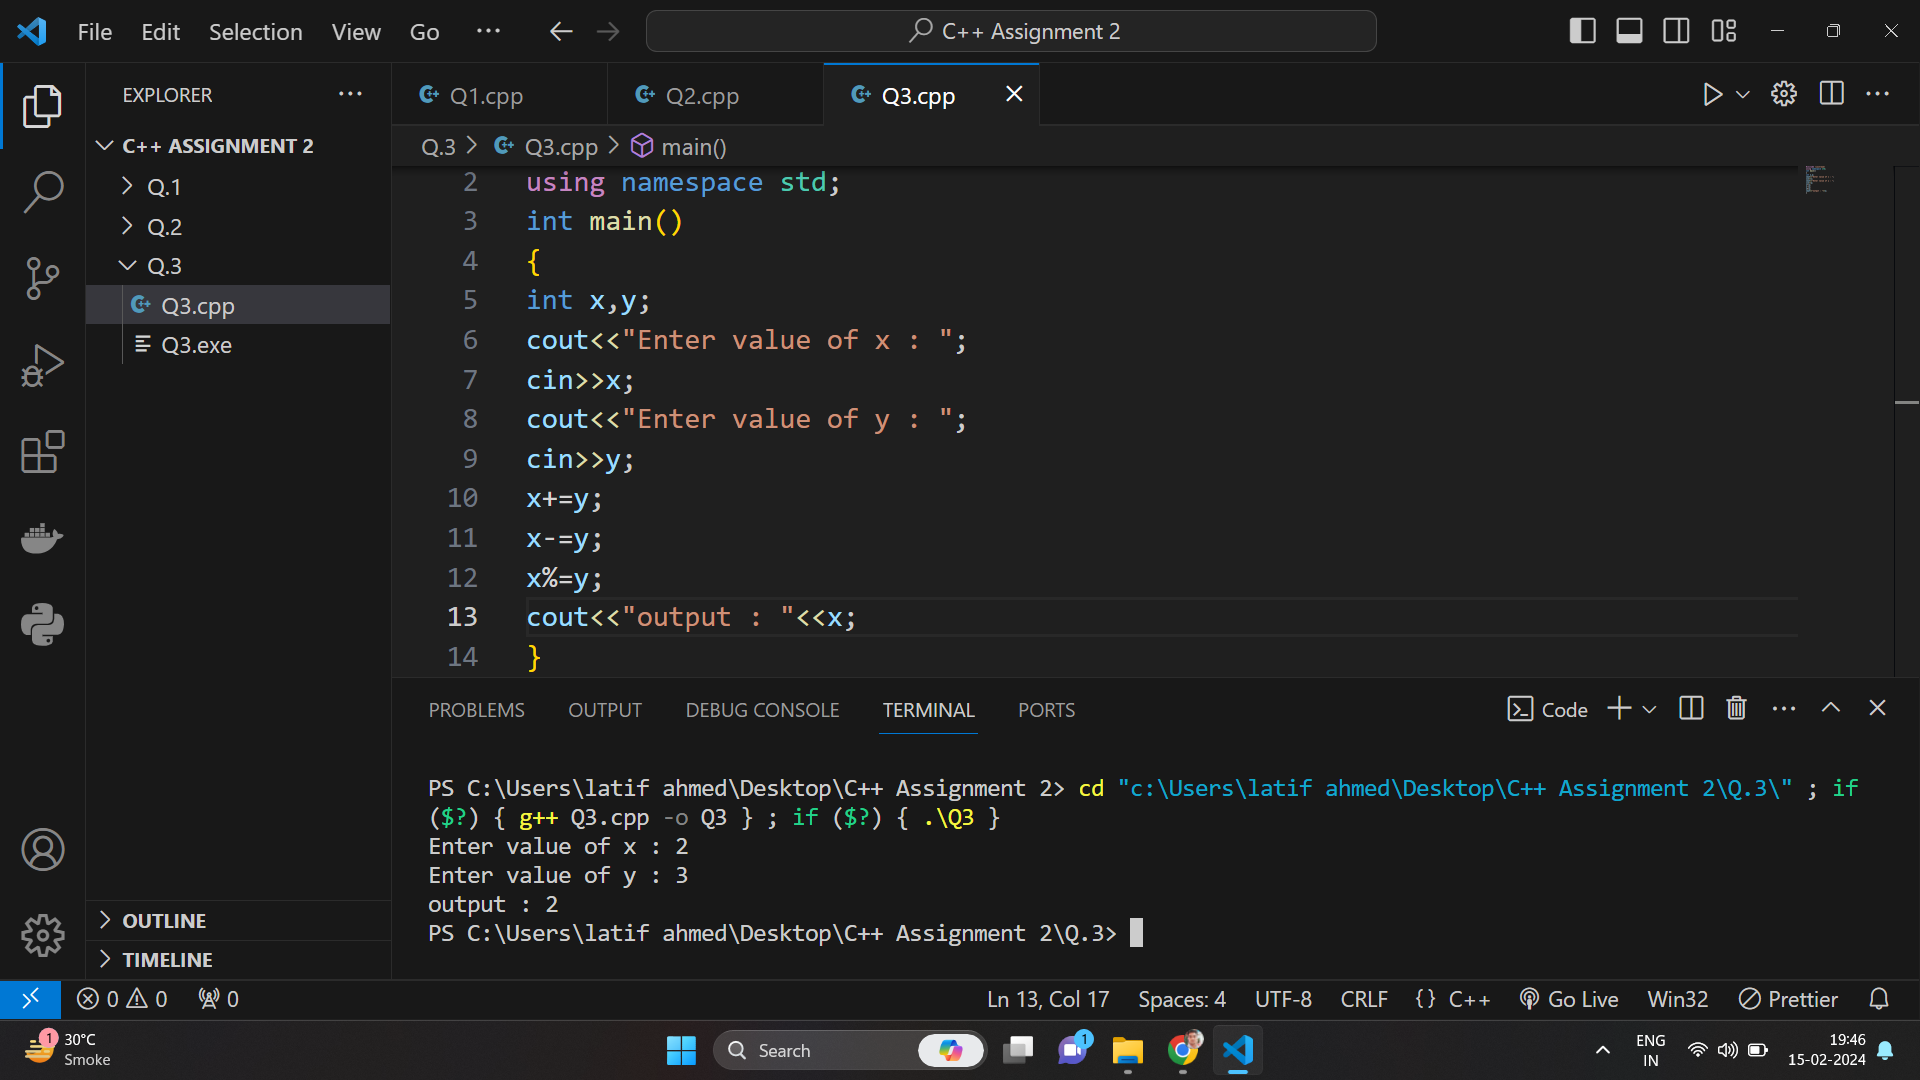 File Edit Selection View Go ··· C++ Assignment 2
EXPLORER ···
Q1.cpp Q2.cpp Q3.cpp
C++ ASSIGNMENT 2
Q.1
Q.2
Q.3
Q3.cpp
Q3.exe
OUTLINE
TIMELINE
Q.3 > Q3.cpp > main()
2 using namespace std;
3 int main()
4 {
5 int x,y;
6 cout<<"Enter value of x : ";
7 cin>>x;
8 cout<<"Enter value of y : ";
9 cin>>y;
10 x+=y;
11 x-=y;
12 x%=y;
13 cout<<"output : "<<x;
14 }
PROBLEMS OUTPUT DEBUG CONSOLE TERMINAL PORTS Code
PS C:\Users\latif ahmed\Desktop\C++ Assignment 2> cd "c:\Users\latif ahmed\Desktop\C++ Assignment 2\Q.3\" ; if
($?) { g++ Q3.cpp -o Q3 } ; if ($?) { .\Q3 }
Enter value of x : 2
Enter value of y : 3
output : 2
PS C:\Users\latif ahmed\Desktop\C++ Assignment 2\Q.3>
0 0 0 Ln 13, Col 17 Spaces: 4 UTF-8 CRLF {} C++ Go Live Win32 Prettier
1 30°C
Smoke
Search
1
ENG
IN
19:46
15-02-2024